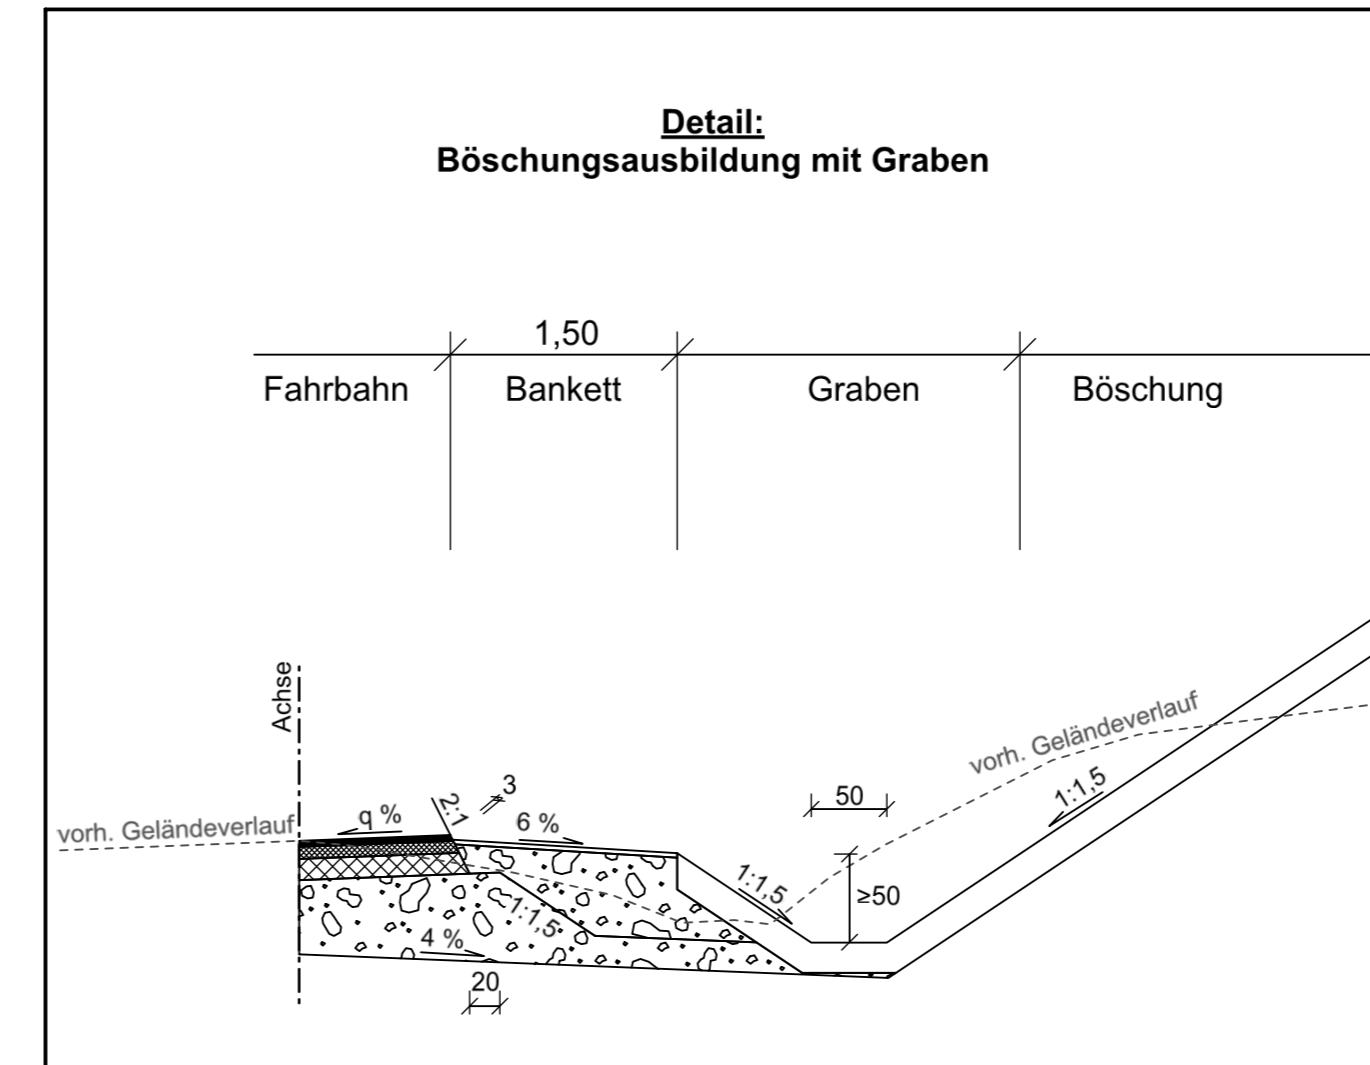 Detail:
Böschungsausbildung mit Graben
1,50
Fahrbahn
Bankett
Graben
Böschung
Achse
vorh. Geländeverlauf
q %
2:1
3
6 %
50
≥50
1:1,5
vorh. Geländeverlauf
1:1,5
1:1,5
4 %
20